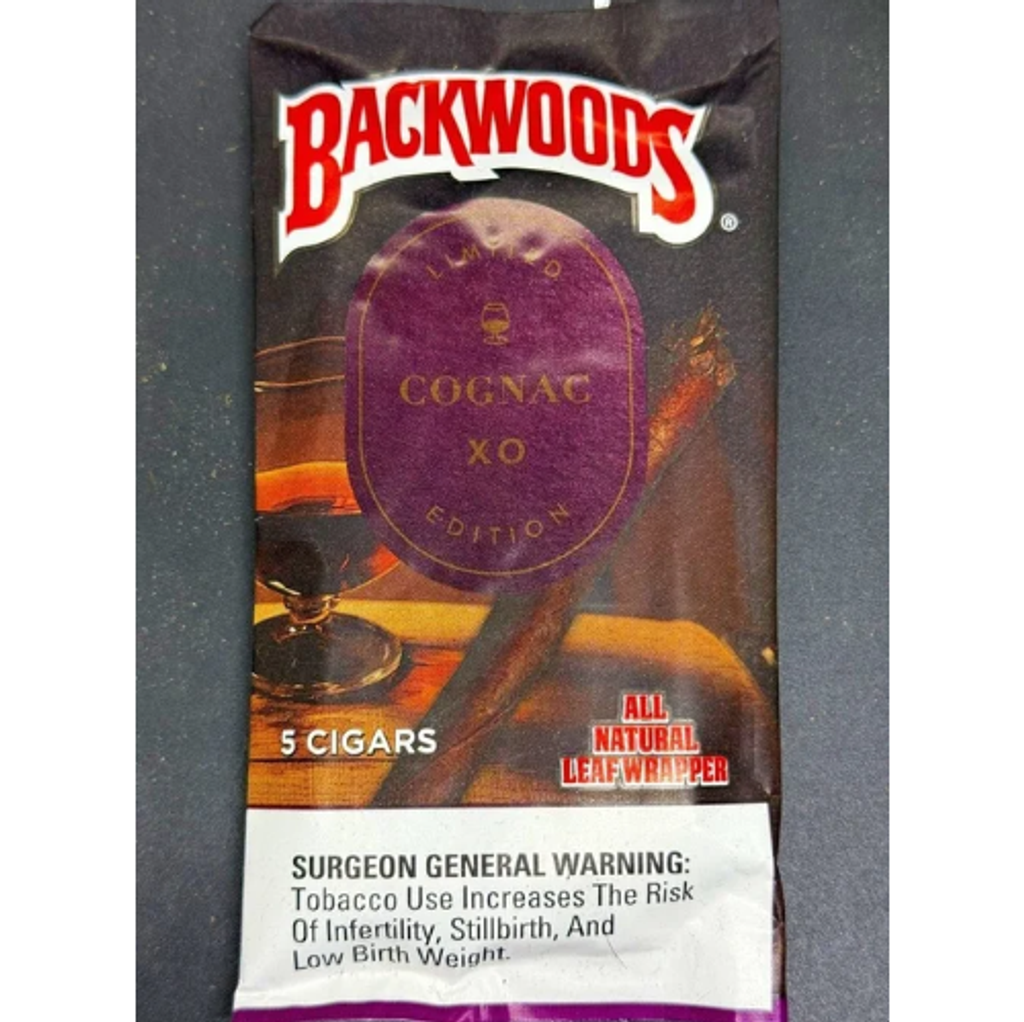 BACKWOODS®
LIMITED
COGNAC
XO
EDITION
5 CIGARS
ALL
NATURAL
LEAF WRAPPER
SURGEON GENERAL WARNING:
Tobacco Use Increases The Risk
Of Infertility, Stillbirth, And
Low Birth Weight.